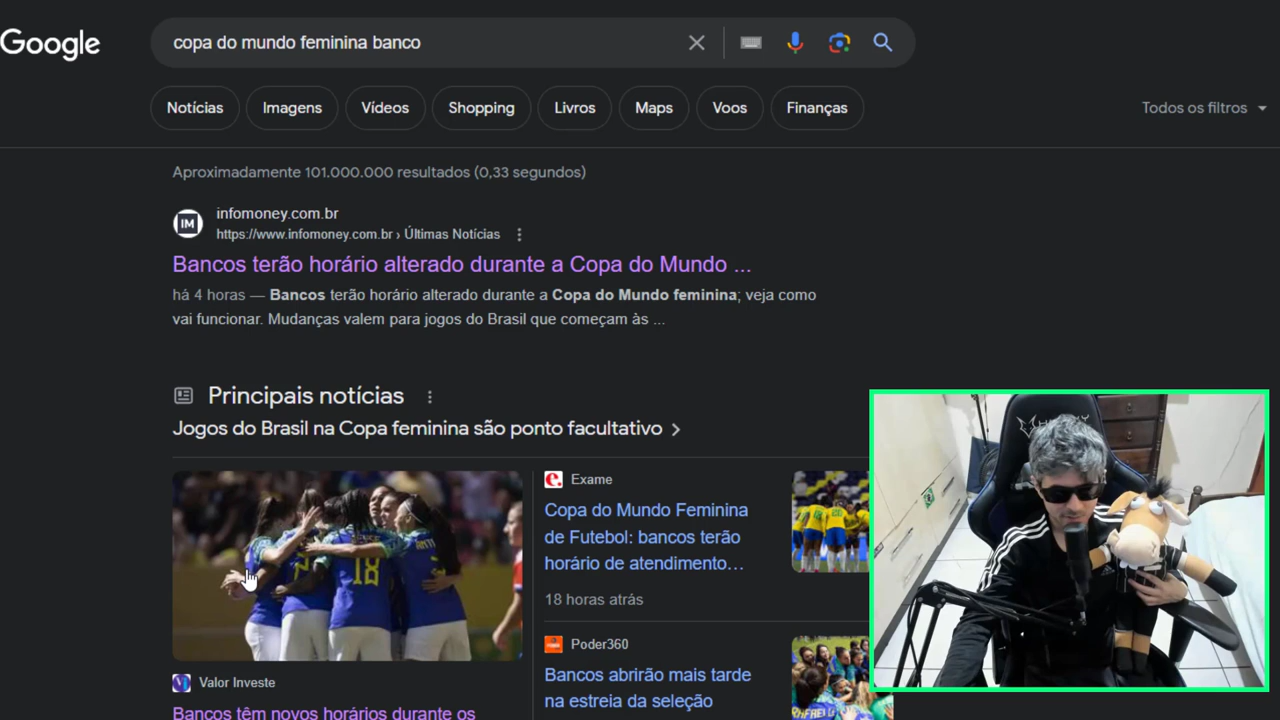 Google
copa do mundo feminina banco
Notícias
Imagens
Vídeos
Shopping
Livros
Maps
Voos
Finanças
Todos os filtros
Aproximadamente 101.000.000 resultados (0,33 segundos)
IM
infomoney.com.br
https://www.infomoney.com.br › Últimas Notícias
Bancos terão horário alterado durante a Copa do Mundo ...
há 4 horas — Bancos terão horário alterado durante a Copa do Mundo feminina; veja como
vai funcionar. Mudanças valem para jogos do Brasil que começam às ...
Principais notícias
Jogos do Brasil na Copa feminina são ponto facultativo
18
Valor Investe
Bancos têm novos horários durante os
e.
Exame
Copa do Mundo Feminina
de Futebol: bancos terão
horário de atendimento...
18 horas atrás
Poder360
Bancos abrirão mais tarde
na estreia da seleção